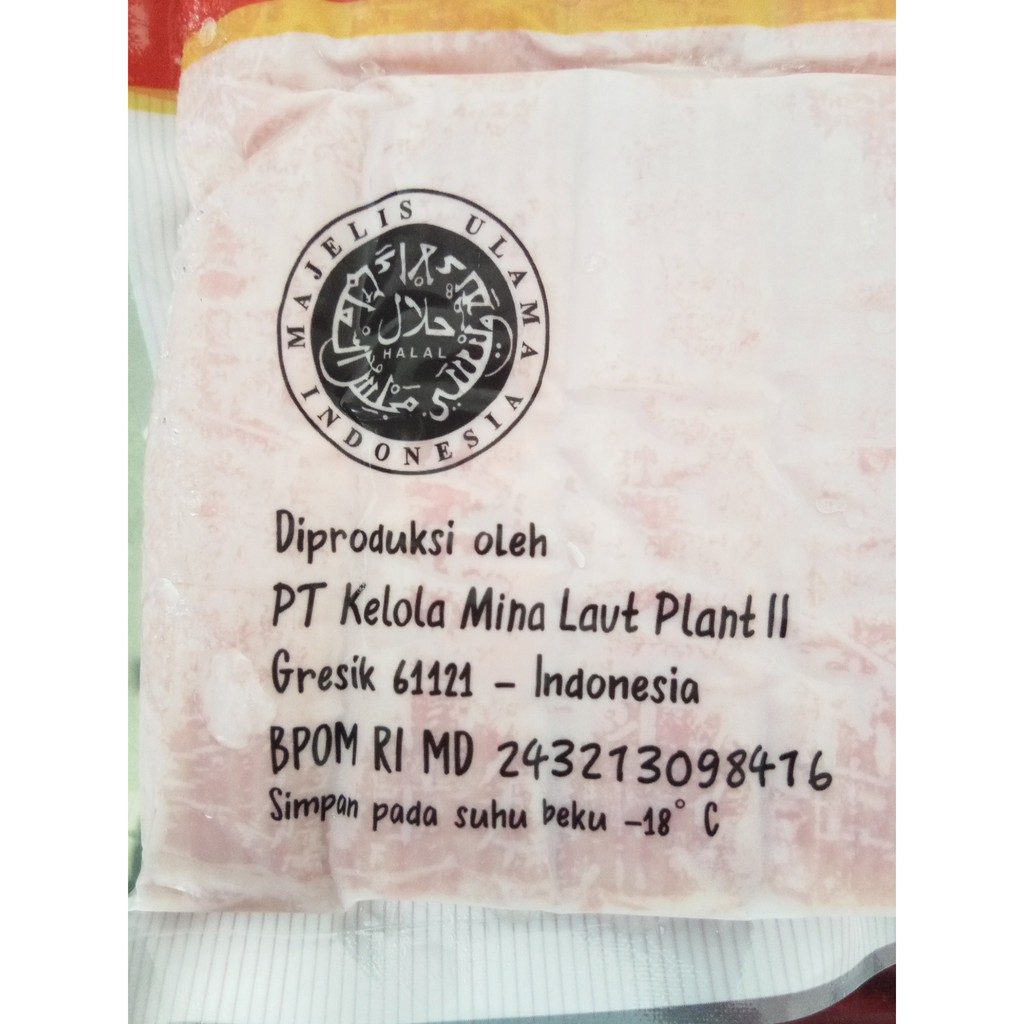 MAJELIS ULAMA INDONESIA
حلال
HALAL
Diproduksi oleh
PT Kelola Mina Laut Plant II
Gresik 61121 – Indonesia
BPOM RI MD 243213098416
Simpan pada suhu beku –18° C